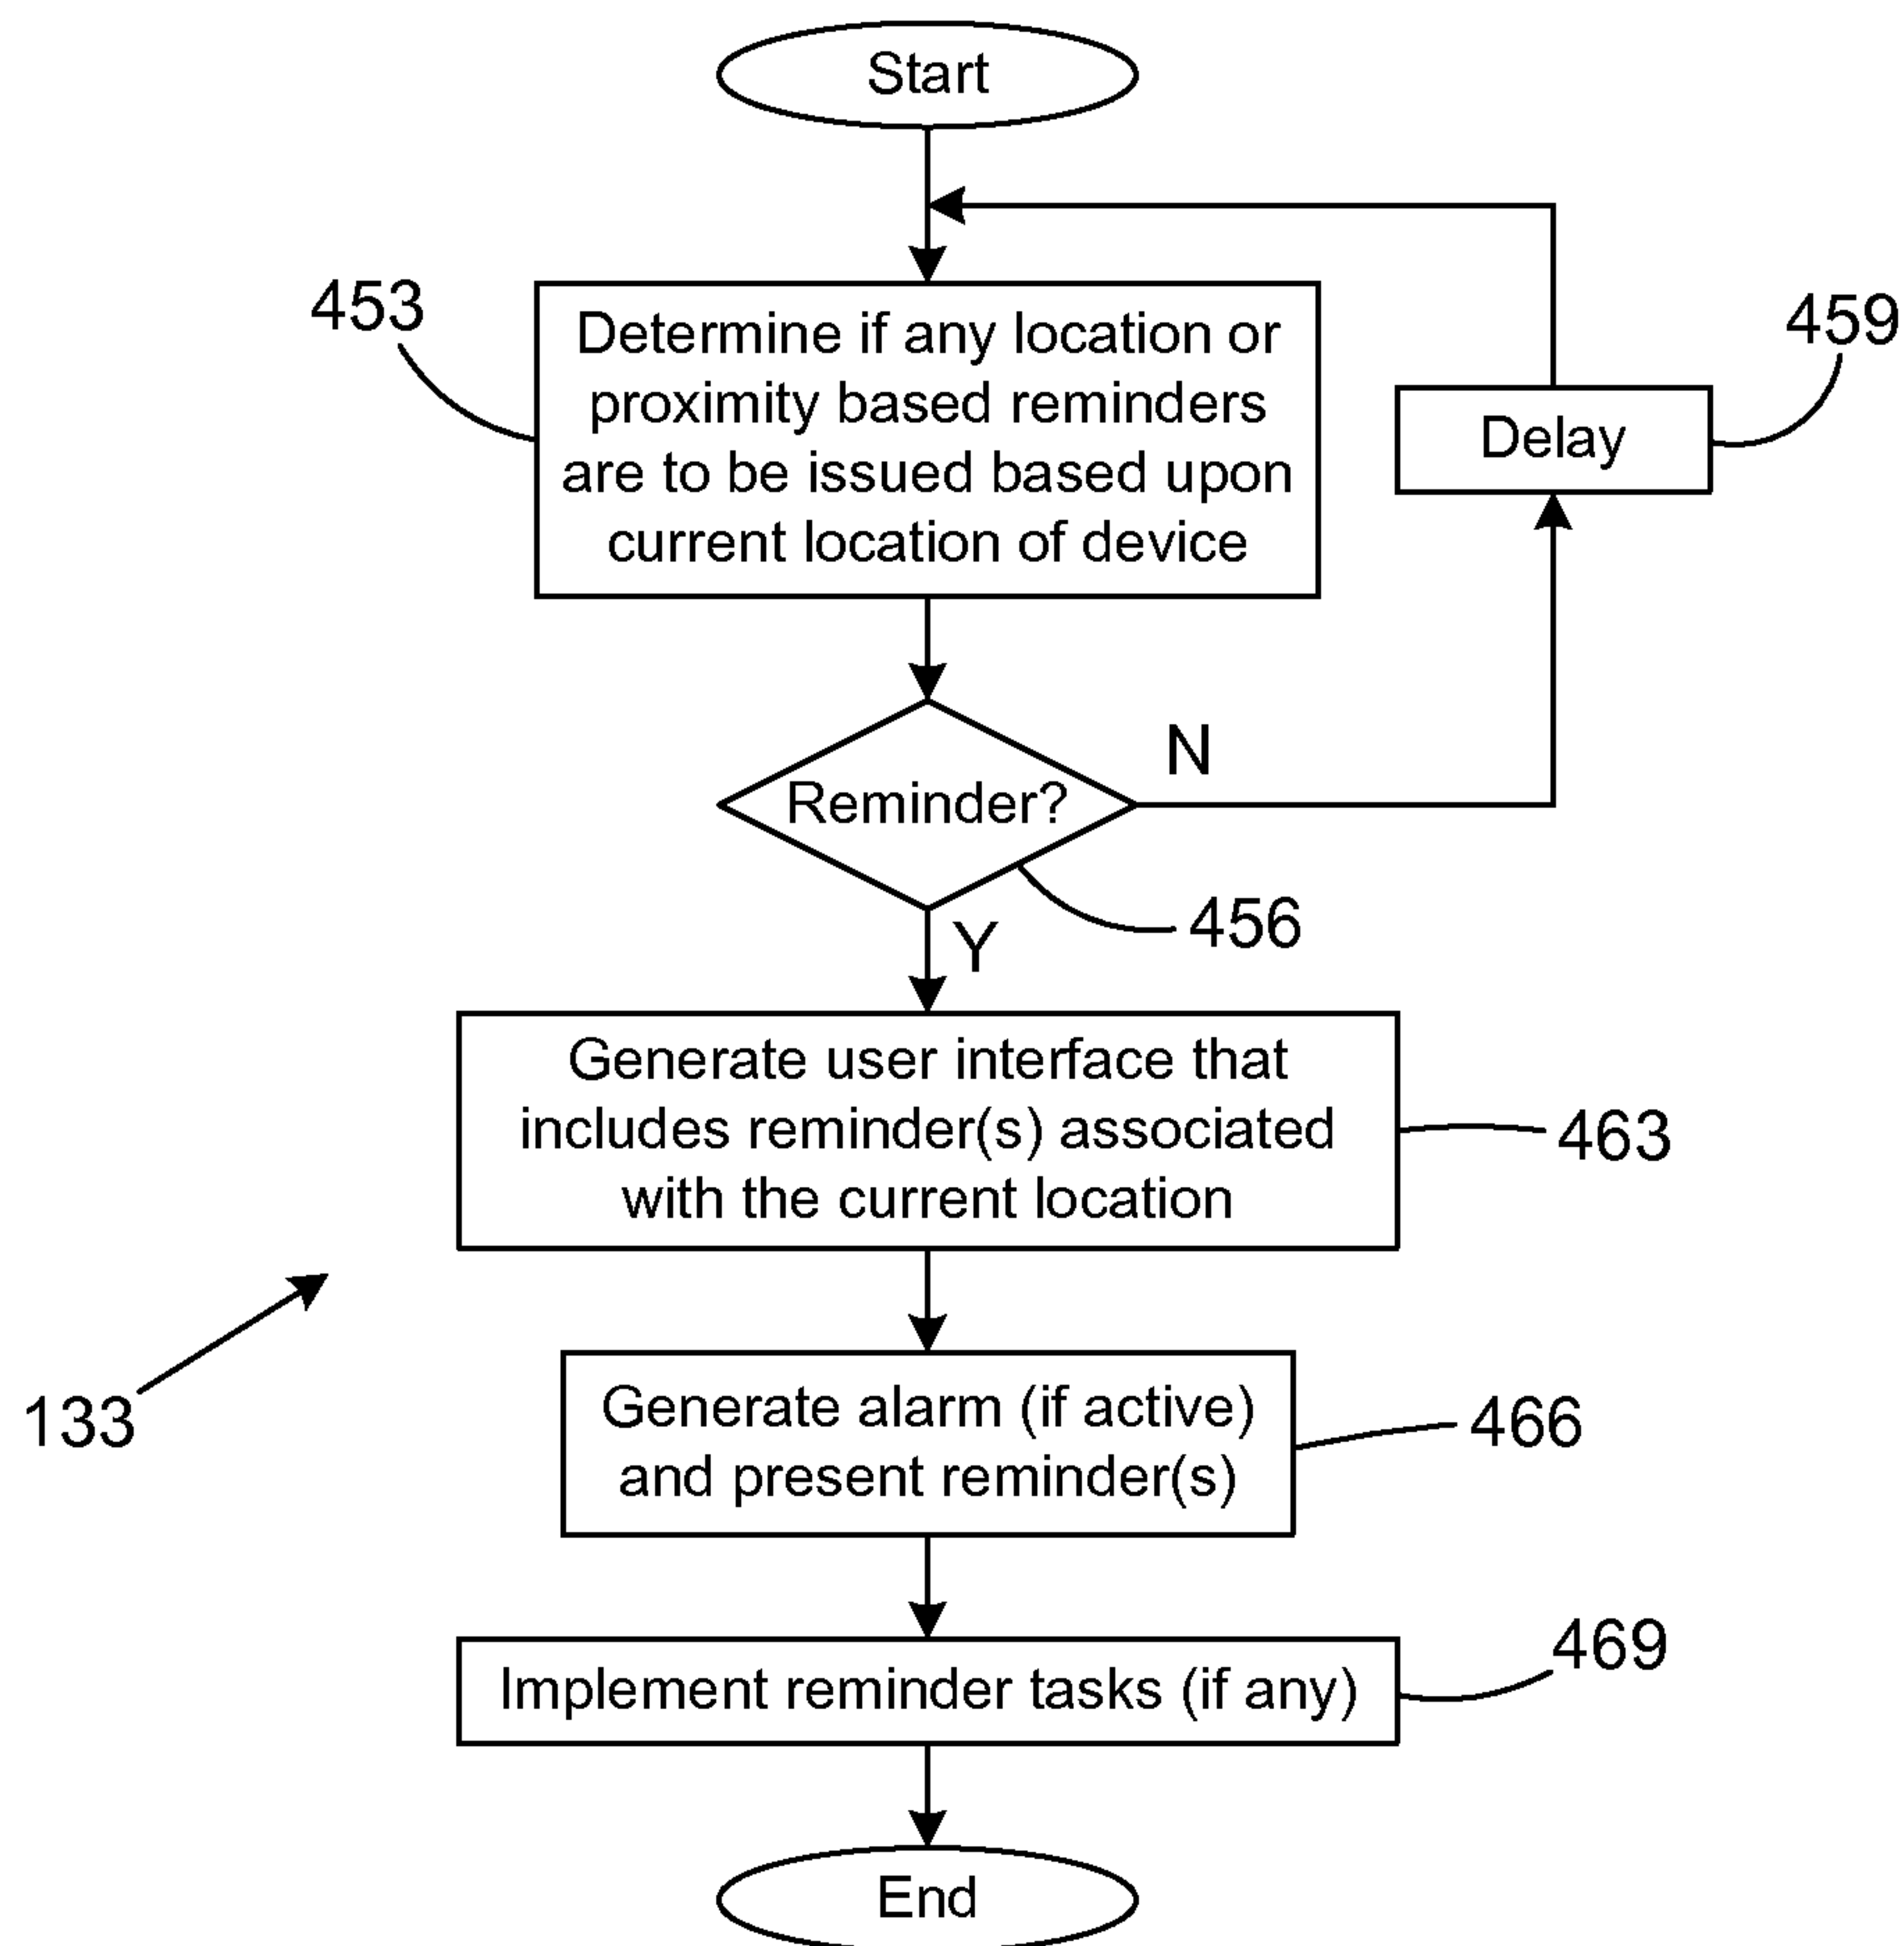 Start
453
Determine if any location or
proximity based reminders
are to be issued based upon
current location of device
459
Delay
Reminder?
N
456
Y
Generate user interface that
includes reminder(s) associated
with the current location
463
133
Generate alarm (if active)
and present reminder(s)
466
Implement reminder tasks (if any)
469
End